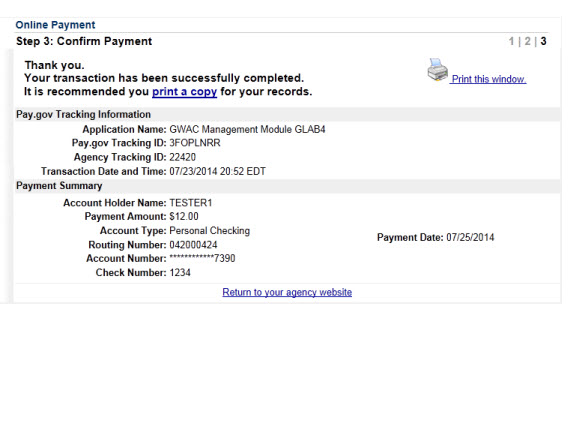 Online Payment
Step 3: Confirm Payment 1 | 2 | 3
Thank you.
Your transaction has been successfully completed.
It is recommended you print a copy for your records.
Print this window.
Pay.gov Tracking Information
Application Name: GWAC Management Module GLAB4
Pay.gov Tracking ID: 3FOPLNRR
Agency Tracking ID: 22420
Transaction Date and Time: 07/23/2014 20:52 EDT
Payment Summary
Account Holder Name: TESTER1
Payment Amount: $12.00
Account Type: Personal Checking
Payment Date: 07/25/2014
Routing Number: 042000424
Account Number: ************7390
Check Number: 1234
Return to your agency website